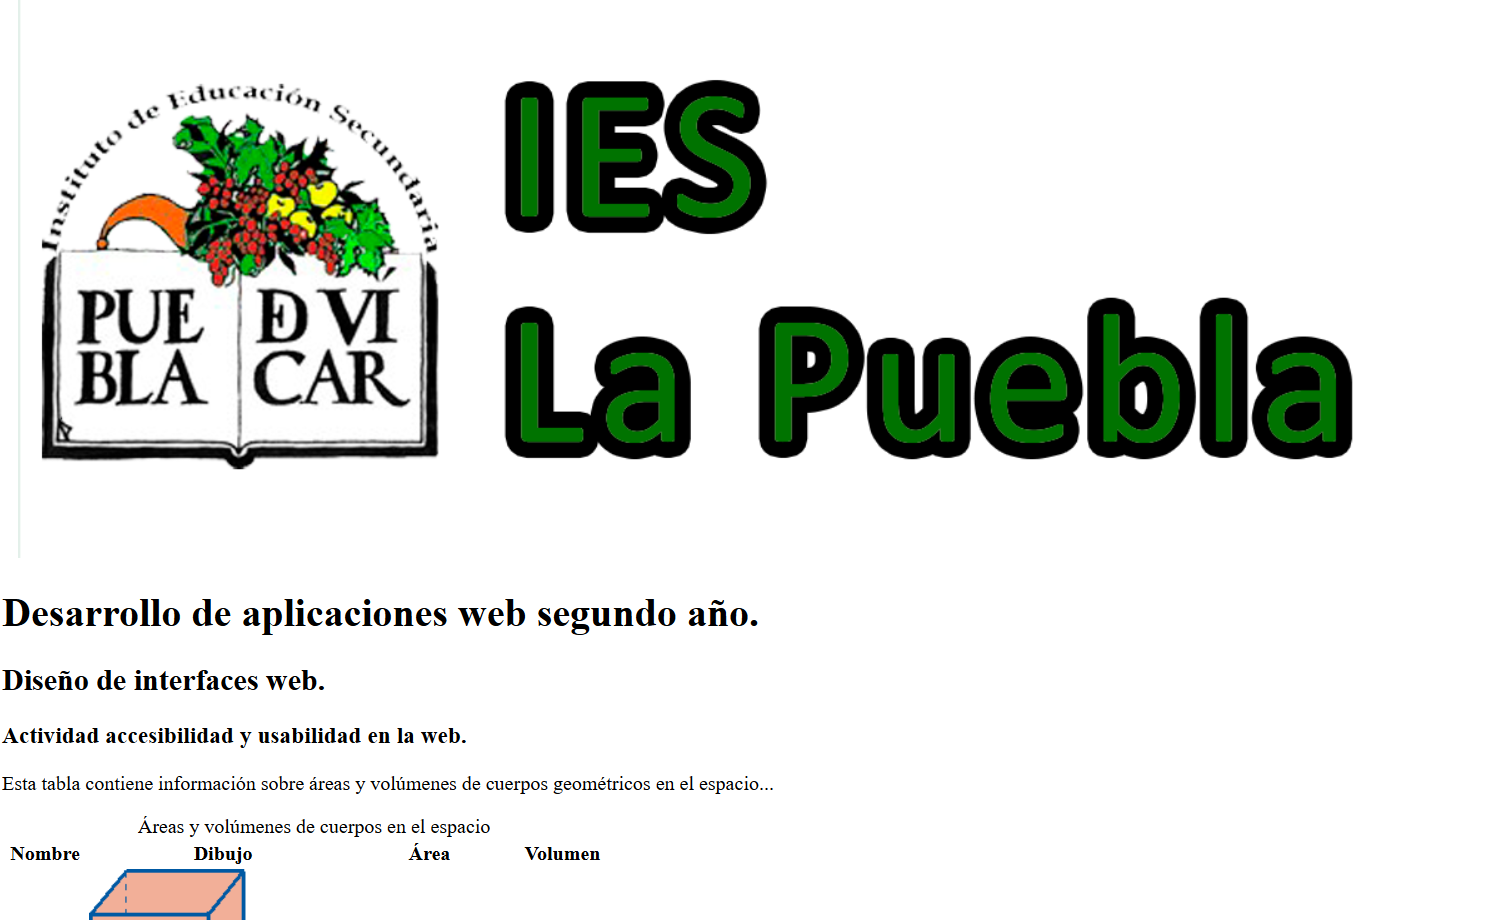 Instituto de Educación Secundaria
PUE
BLA
D VÍ
CAR
IES
La Puebla
Desarrollo de aplicaciones web segundo año.
Diseño de interfaces web.
Actividad accesibilidad y usabilidad en la web.
Esta tabla contiene información sobre áreas y volúmenes de cuerpos geométricos en el espacio...
Áreas y volúmenes de cuerpos en el espacio
Nombre Dibujo Área Volumen